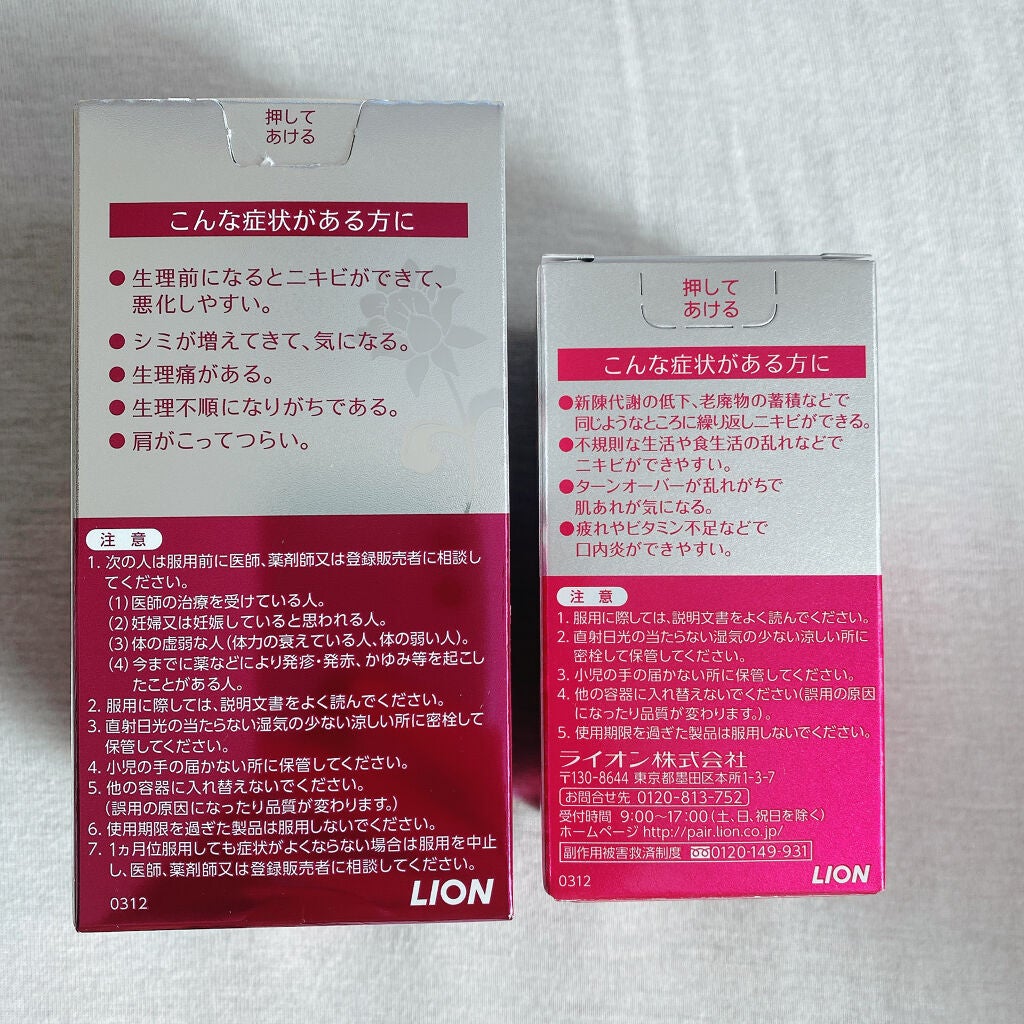 押して
あける
こんな症状がある方に
● 生理前になるとニキビができて、
悪化しやすい。
● シミが増えてきて、気になる。
● 生理痛がある。
● 生理不順になりがちである。
● 肩がこってつらい。
注 意
1. 次の人は服用前に医師、薬剤師又は登録販売者に相談し
てください。
(1) 医師の治療を受けている人。
(2) 妊婦又は妊娠していると思われる人。
(3) 体の虚弱な人(体力の衰えている人、体の弱い人)。
(4) 今までに薬などにより発疹・発赤、かゆみ等を起こし
たことがある人。
2. 服用に際しては、説明文書をよく読んでください。
3. 直射日光の当たらない湿気の少ない涼しい所に密栓して
保管してください。
4. 小児の手の届かない所に保管してください。
5. 他の容器に入れ替えないでください。
(誤用の原因になったり品質が変わります。)
6. 使用期限を過ぎた製品は服用しないでください。
7. 1ヵ月位服用しても症状がよくならない場合は服用を中止
し、医師、薬剤師又は登録販売者に相談してください。
0312
LION
押して
あける
こんな症状がある方に
●新陳代謝の低下、老廃物の蓄積などで
同じようなところに繰り返しニキビができる。
●不規則な生活や食生活の乱れなどで
ニキビができやすい。
●ターンオーバーが乱れがちで
肌あれが気になる。
●疲れやビタミン不足などで
口内炎ができやすい。
注 意
1. 服用に際しては、説明文書をよく読んでください。
2. 直射日光の当たらない湿気の少ない涼しい所に
密栓して保管してください。
3. 小児の手の届かない所に保管してください。
4. 他の容器に入れ替えないでください(誤用の原因
になったり品質が変わります。)。
5. 使用期限を過ぎた製品は服用しないでください。
ライオン株式会社
〒130-8644 東京都墨田区本所1-3-7
お問合せ先 0120-813-752
受付時間 9:00~17:00(土、日、祝日を除く)
ホームページ http://pair.lion.co.jp/
副作用被害救済制度 0120-149-931
0312
LION